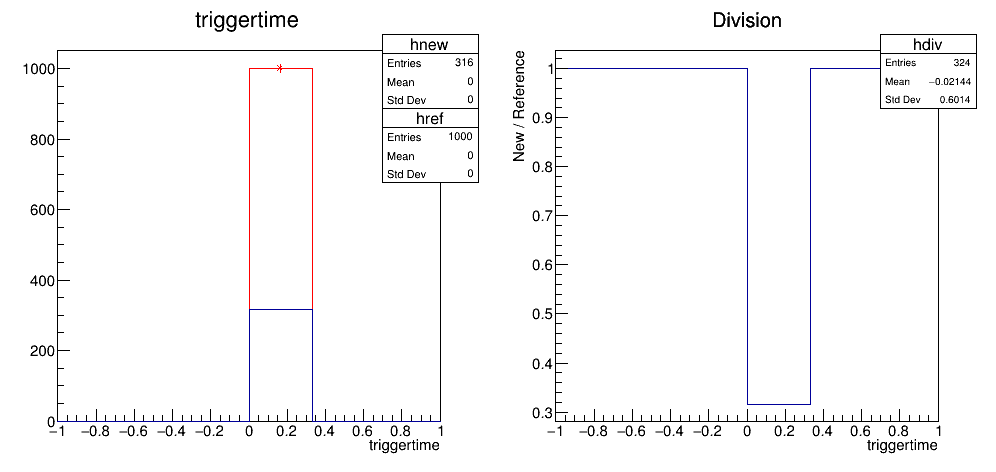 triggertime
hnew
Entries 316
Mean 0
Std Dev 0
href
Entries 1000
Mean 0
Std Dev 0
1000
800
600
400
200
0
−1 −0.8 −0.6 −0.4 −0.2 0 0.2 0.4 0.6 0.8 1
triggertime
Division
hdiv
Entries 324
Mean −0.02144
Std Dev 0.6014
New / Reference
1
0.9
0.8
0.7
0.6
0.5
0.4
0.3
−1 −0.8 −0.6 −0.4 −0.2 0 0.2 0.4 0.6 0.8 1
triggertime